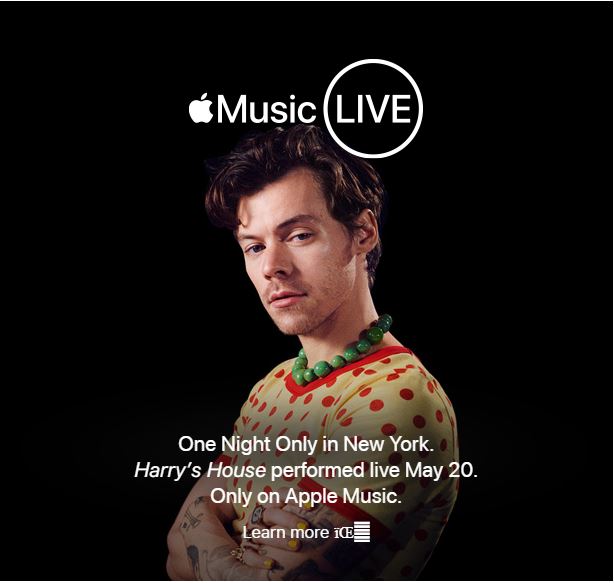 Music LIVE
One Night Only in New York.
Harry's House performed live May 20.
Only on Apple Music.
Learn more